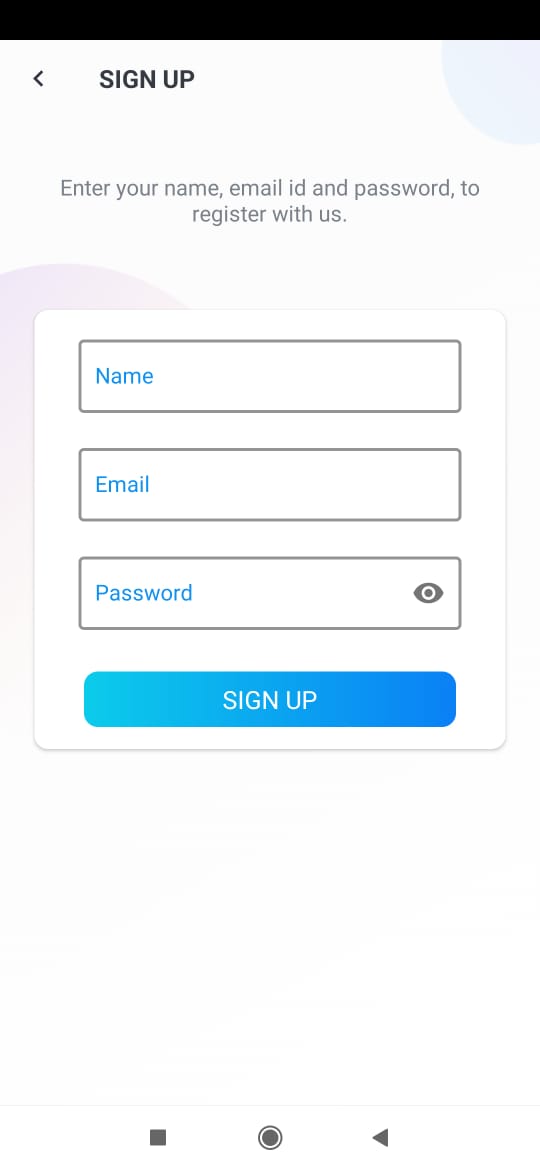 SIGN UP
Enter your name, email id and password, to
register with us.
Name
Email
Password
SIGN UP